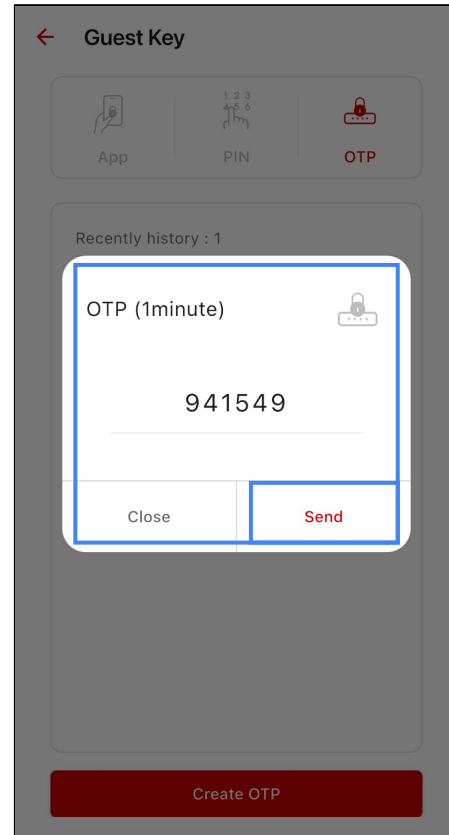 Guest Key
1 2 3
4 5 6
App
PIN
OTP
Recently history : 1
OTP (1minute)
941549
Close
Send
Create OTP